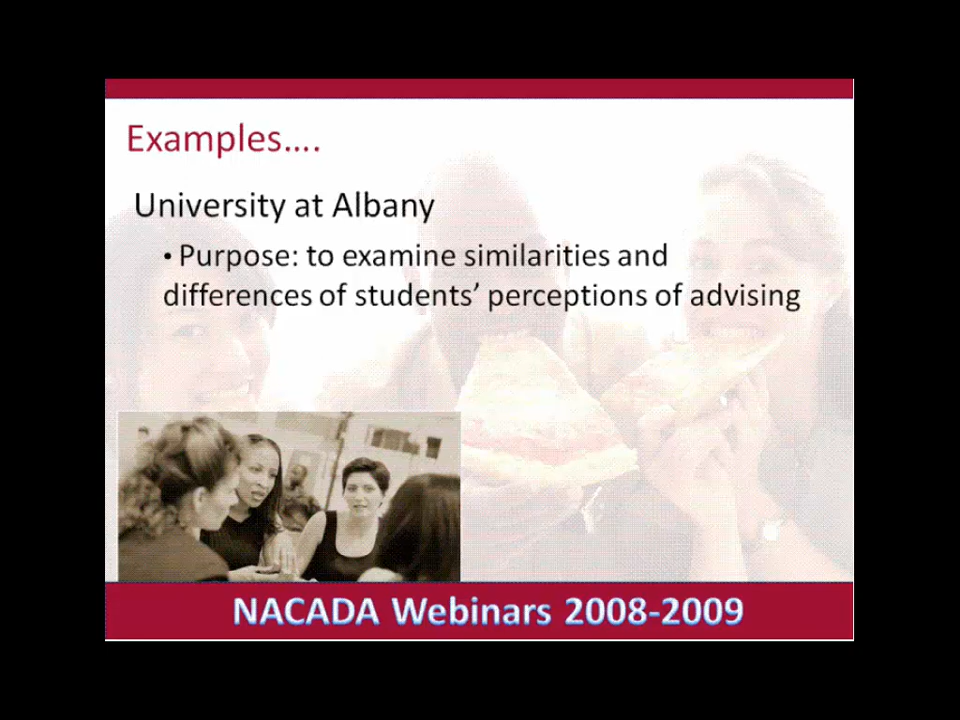 Examples….
University at Albany
• Purpose: to examine similarities and
differences of students’ perceptions of advising
NACADA Webinars 2008-2009